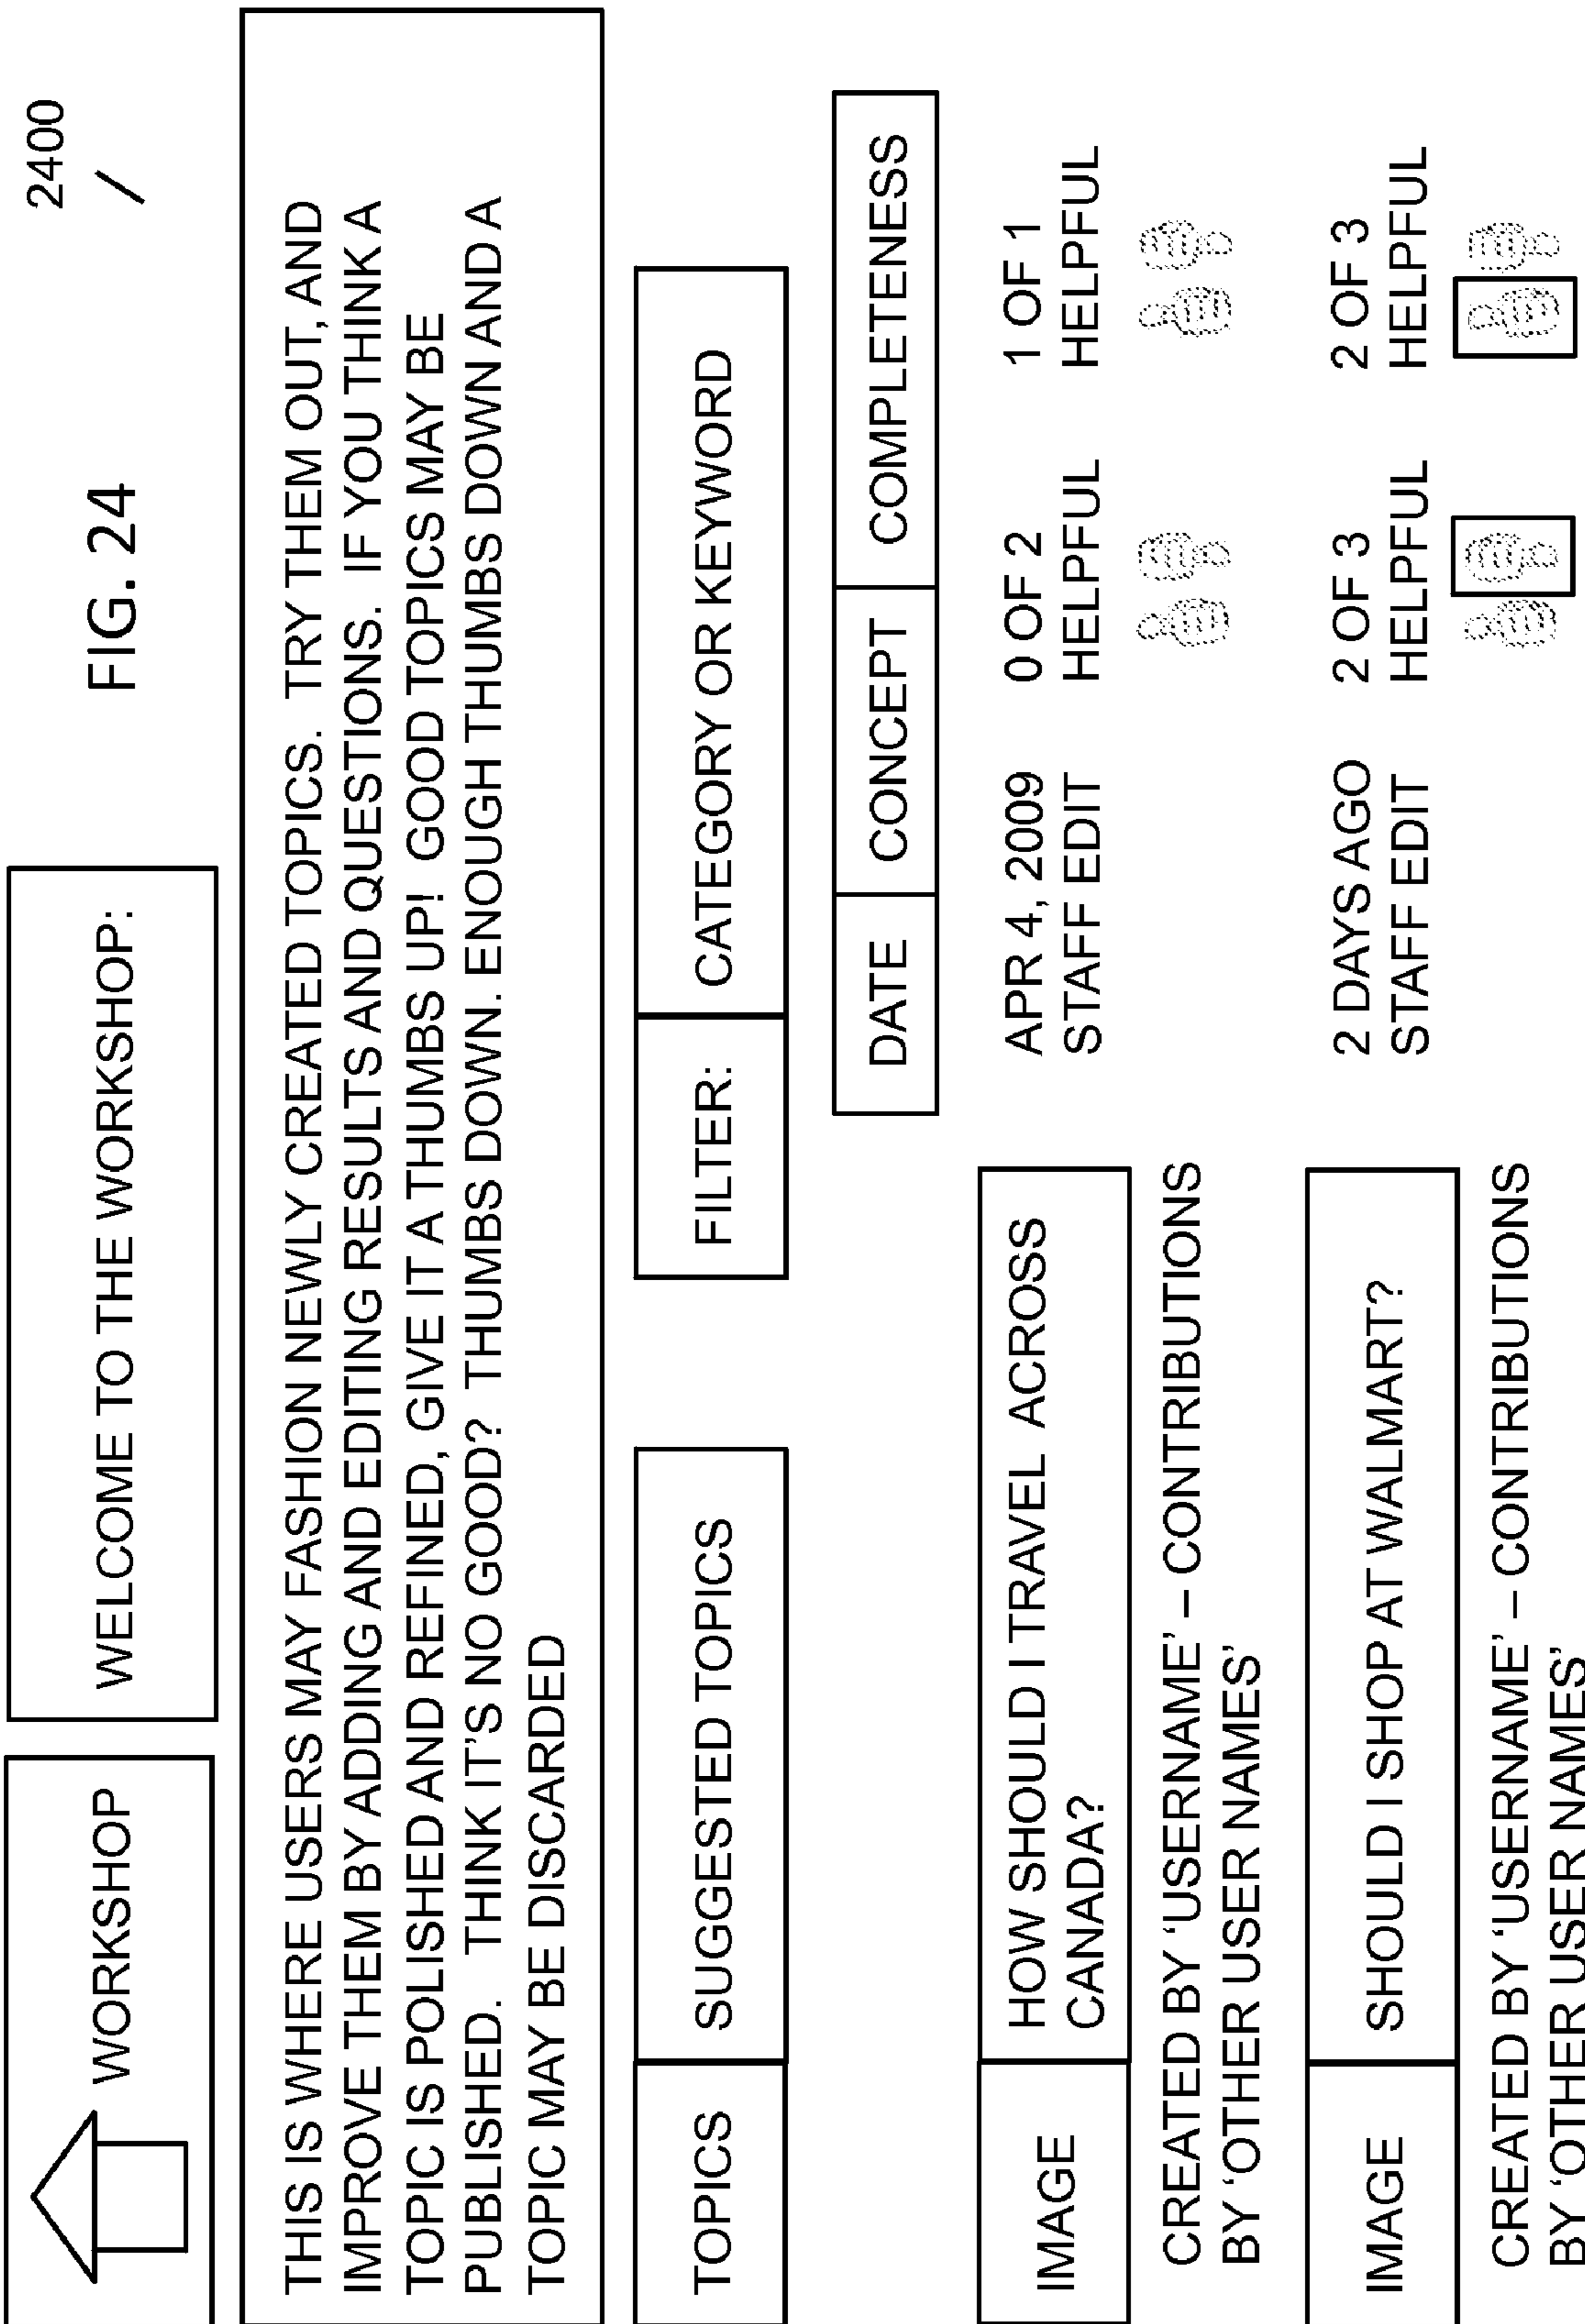 2400
FIG. 24
WORKSHOP
WELCOME TO THE WORKSHOP:
THIS IS WHERE USERS MAY FASHION NEWLY CREATED TOPICS. TRY THEM OUT, AND
IMPROVE THEM BY ADDING AND EDITING RESULTS AND QUESTIONS. IF YOU THINK A
TOPIC IS POLISHED AND REFINED, GIVE IT A THUMBS UP! GOOD TOPICS MAY BE
PUBLISHED. THINK IT'S NO GOOD? THUMBS DOWN. ENOUGH THUMBS DOWN AND A
TOPIC MAY BE DISCARDED
TOPICS
SUGGESTED TOPICS
FILTER:
CATEGORY OR KEYWORD
DATE
CONCEPT
COMPLETENESS
IMAGE
HOW SHOULD I TRAVEL ACROSS
CANADA?
APR 4, 2009
STAFF EDIT
0 OF 2
HELPFUL
1 OF 1
HELPFUL
CREATED BY ‘USERNAME’ – CONTRIBUTIONS
BY ‘OTHER USER NAMES’
IMAGE
SHOULD I SHOP AT WALMART?
2 DAYS AGO
STAFF EDIT
2 OF 3
HELPFUL
2 OF 3
HELPFUL
CREATED BY ‘USERNAME’ – CONTRIBUTIONS
BY ‘OTHER USER NAMES’